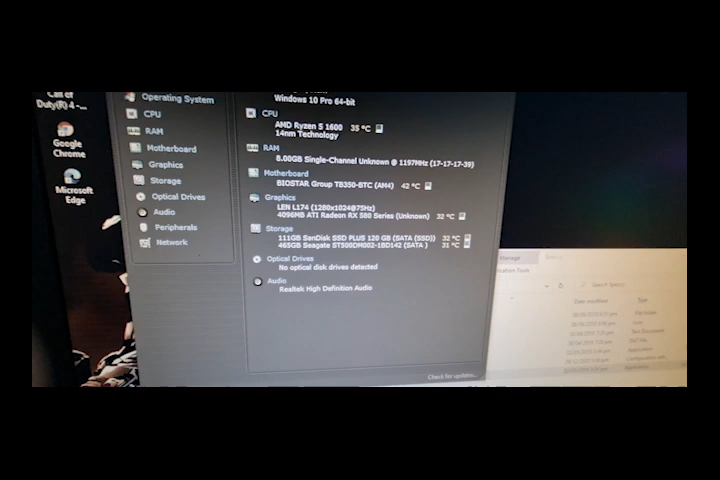 Call of
Duty(R) 4 -...
Google
Chrome
Microsoft
Edge
Operating System
CPU
RAM
Motherboard
Graphics
Storage
Optical Drives
Audio
Peripherals
Network
Windows 10 Pro 64-bit
CPU
AMD Ryzen 5 1600 35 °C
14nm Technology
RAM
8.00GB Single-Channel Unknown @ 1197MHz (17-17-17-39)
Motherboard
BIOSTAR Group TB350-BTC (AM4) 42 °C
Graphics
LEN L174 (1280x1024@75Hz)
4096MB ATI Radeon RX 580 Series (Unknown) 32 °C
Storage
111GB SanDisk SSD PLUS 120 GB (SATA (SSD)) 32 °C
465GB Seagate ST500DM002-1BD142 (SATA ) 31 °C
Optical Drives
No optical disk drives detected
Audio
Realtek High Definition Audio
Check for updates...
Manage
Date modified Type